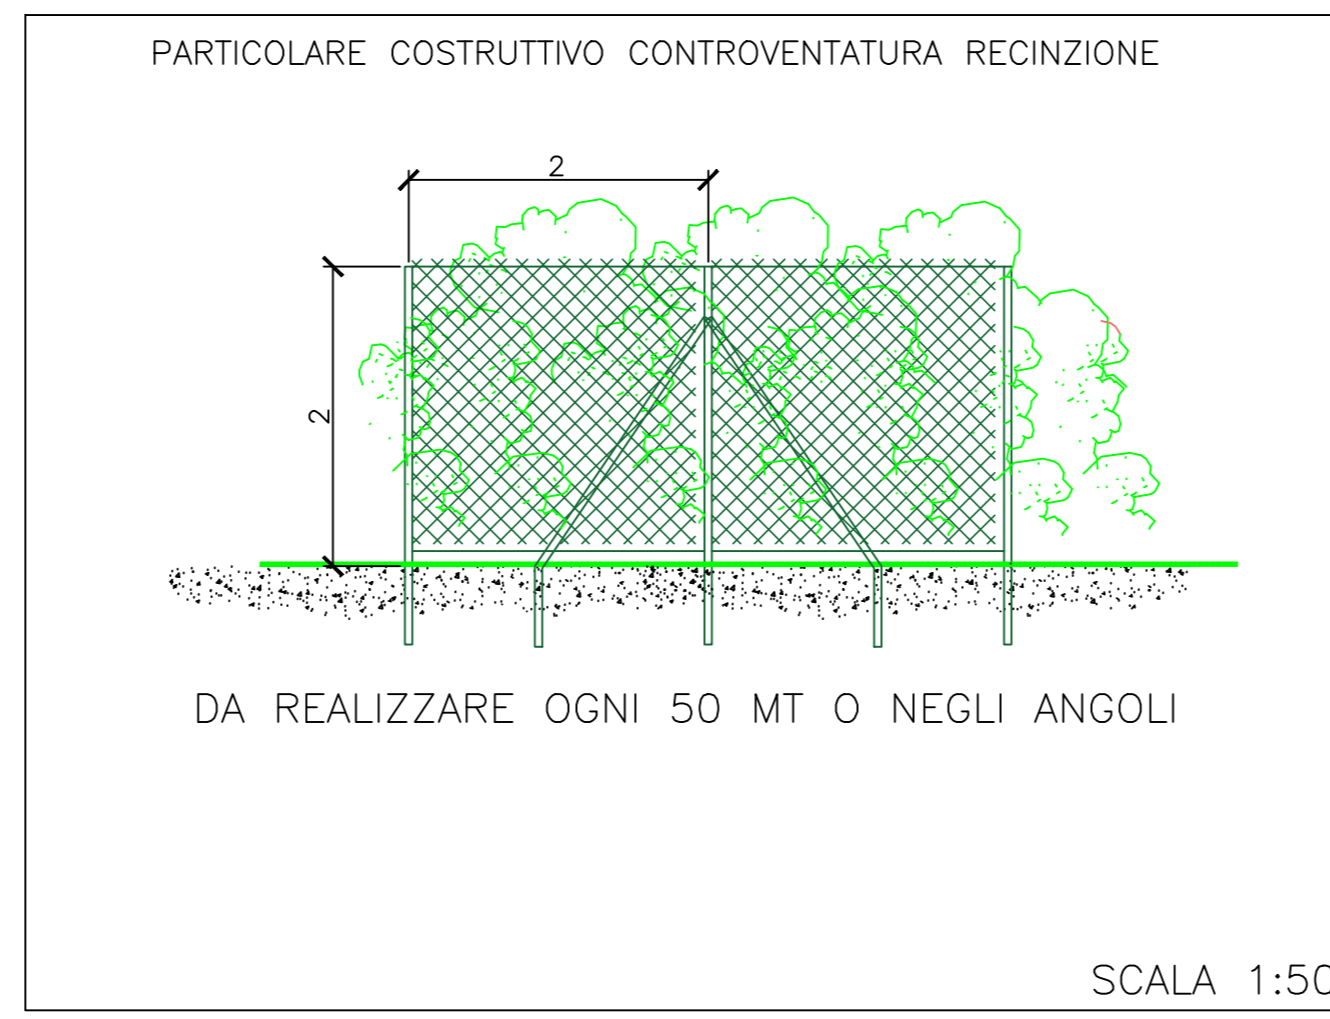 PARTICOLARE COSTRUTTIVO CONTROVENTATURA RECINZIONE
2
2
DA REALIZZARE OGNI 50 MT O NEGLI ANGOLI
SCALA 1:50